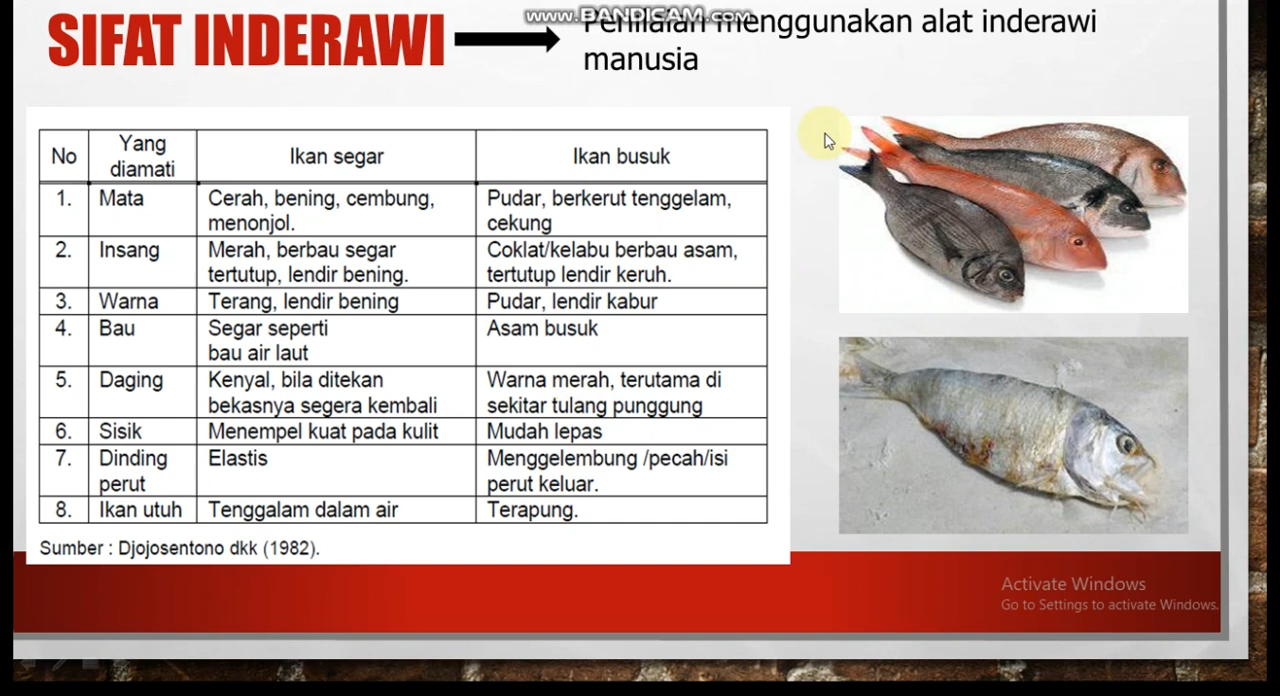 www.BANDICAM.com
SIFAT INDERAWI
Penilaian menggunakan alat inderawi
manusia
No
Yang
diamati
Ikan segar
Ikan busuk
1.
Mata
Cerah, bening, cembung,
menonjol.
Pudar, berkerut tenggelam,
cekung
2.
Insang
Merah, berbau segar
tertutup, lendir bening.
Coklat/kelabu berbau asam,
tertutup lendir keruh.
3.
Warna
Terang, lendir bening
Pudar, lendir kabur
4.
Bau
Segar seperti
bau air laut
Asam busuk
5.
Daging
Kenyal, bila ditekan
bekasnya segera kembali
Warna merah, terutama di
sekitar tulang punggung
6.
Sisik
Menempel kuat pada kulit
Mudah lepas
7.
Dinding
perut
Elastis
Menggelembung /pecah/isi
perut keluar.
8.
Ikan utuh
Tenggalam dalam air
Terapung.
Sumber : Djojosentono dkk (1982).
Activate Windows
Go to Settings to activate Windows.